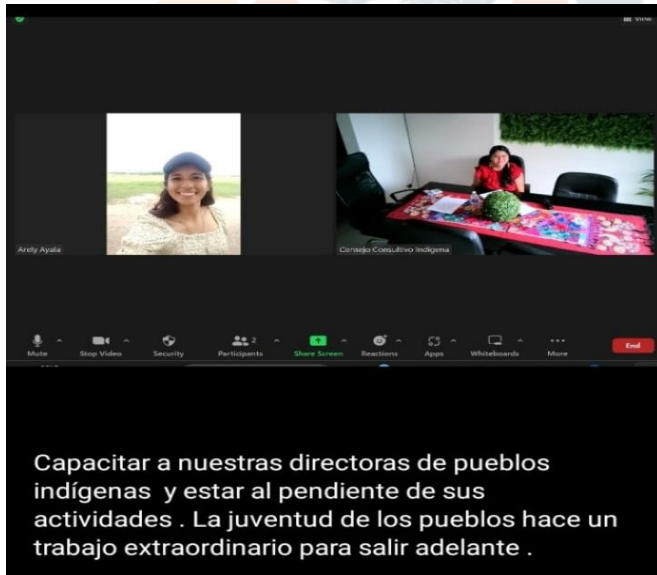 View
Arely Ayala
Consejo Consultivo Indígena
2
Mute
Stop Video
Security
Participants
Share Screen
Reactions
Apps
Whiteboards
More
End
Capacitar a nuestras directoras de pueblos
indígenas y estar al pendiente de sus
actividades . La juventud de los pueblos hace un
trabajo extraordinario para salir adelante .